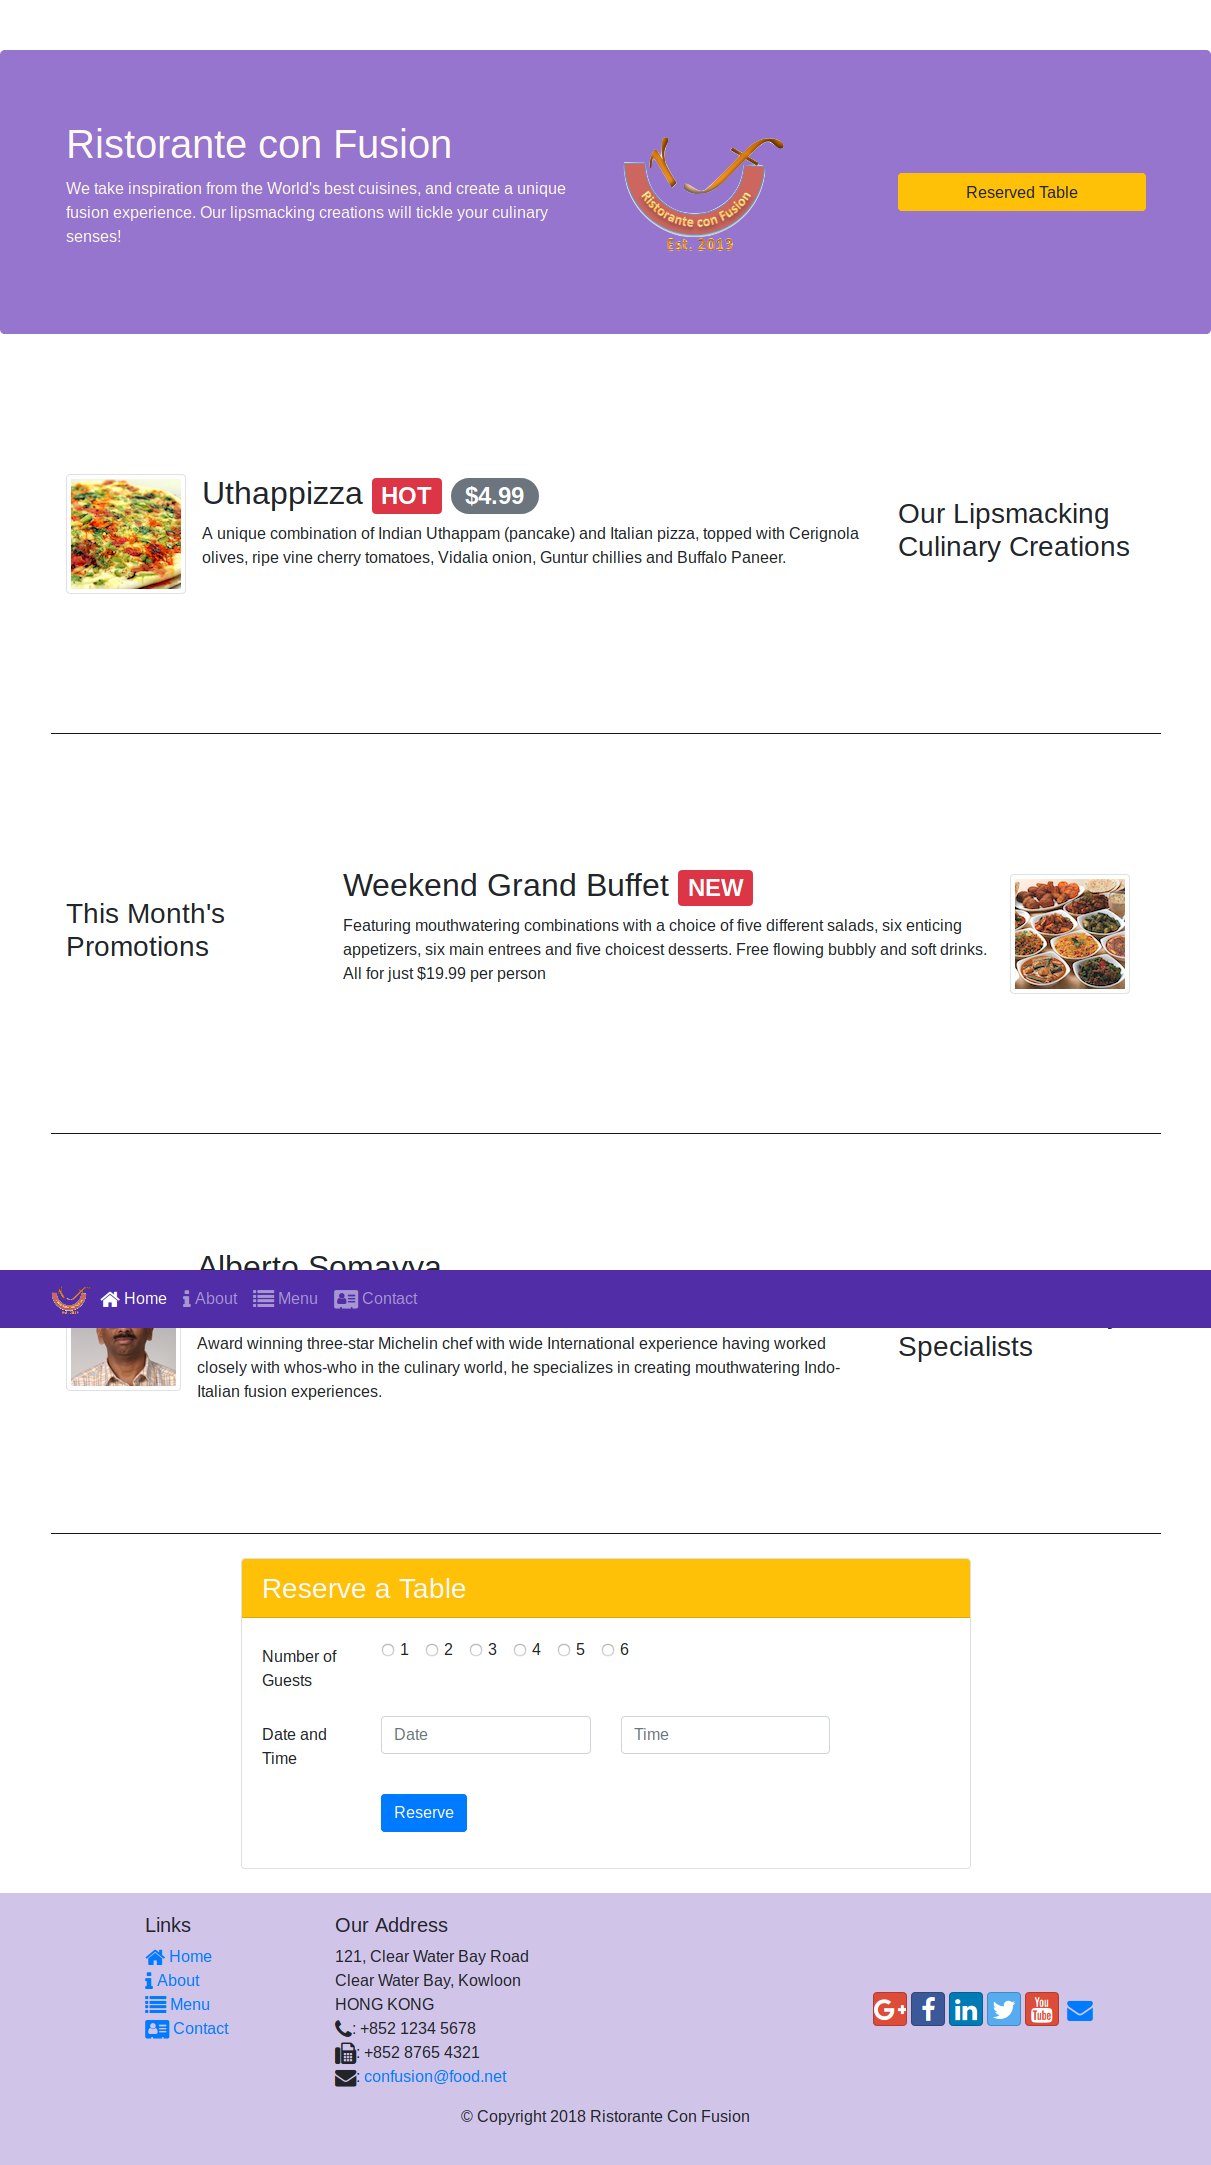 Ristorante con Fusion
We take inspiration from the World's best cuisines, and create a unique
fusion experience. Our lipsmacking creations will tickle your culinary
senses!
Ristorante con Fusion
Est. 2013
Reserved Table
Uthappizza HOT $4.99
A unique combination of Indian Uthappam (pancake) and Italian pizza, topped with Cerignola
olives, ripe vine cherry tomatoes, Vidalia onion, Guntur chillies and Buffalo Paneer.
Our Lipsmacking
Culinary Creations
This Month's
Promotions
Weekend Grand Buffet NEW
Featuring mouthwatering combinations with a choice of five different salads, six enticing
appetizers, six main entrees and five choicest desserts. Free flowing bubbly and soft drinks.
All for just $19.99 per person
Alberto Somayya
Home About Menu Contact
Award winning three-star Michelin chef with wide International experience having worked
closely with whos-who in the culinary world, he specializes in creating mouthwatering Indo-
Italian fusion experiences.
Specialists
Reserve a Table
Number of
Guests
1 2 3 4 5 6
Date and
Time
Date
Time
Reserve
Links
Home
About
Menu
Contact
Our Address
121, Clear Water Bay Road
Clear Water Bay, Kowloon
HONG KONG
: +852 1234 5678
: +852 8765 4321
: confusion@food.net
G+ f in You Tube
© Copyright 2018 Ristorante Con Fusion